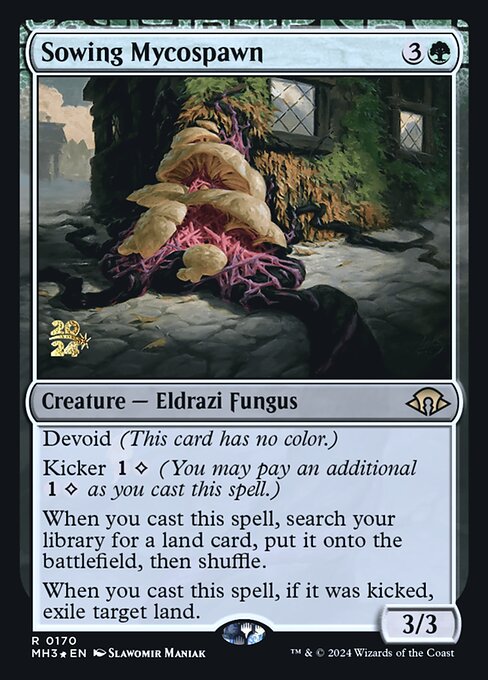 Sowing Mycospawn 3
20
24
Creature — Eldrazi Fungus
Devoid (This card has no color.)
Kicker 1 (You may pay an additional
1 as you cast this spell.)
When you cast this spell, search your
library for a land card, put it onto the
battlefield, then shuffle.
When you cast this spell, if it was kicked,
exile target land.
3/3
R 0170
MH3★EN SLAWOMIR MANIAK
™ & © 2024 Wizards of the Coast